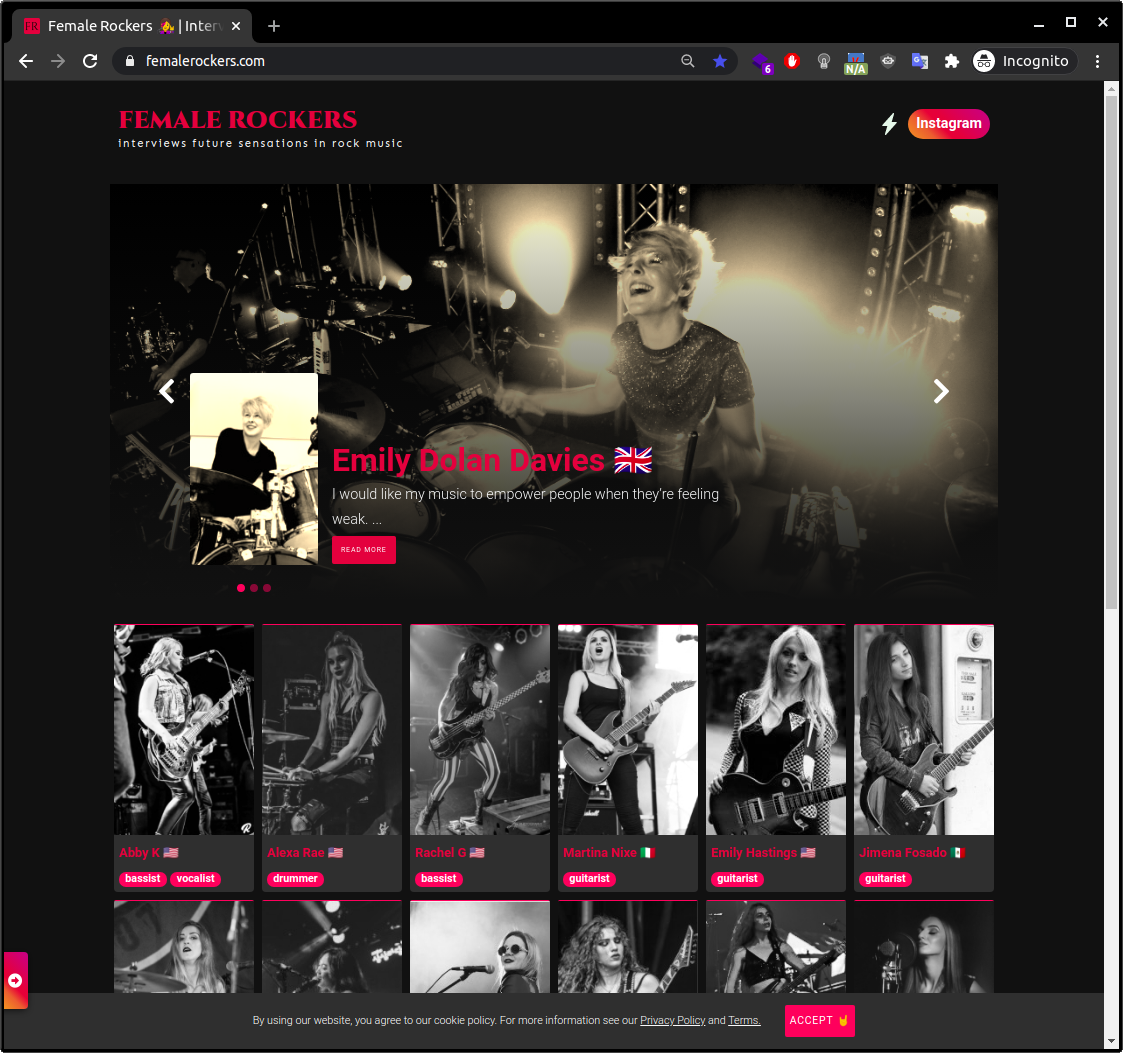 FR Female Rockers 👩‍🎤 | Interv
femalerockers.com
6
N/A
Incognito
FEMALE ROCKERS
interviews future sensations in rock music
Instagram
Emily Dolan Davies 🇬🇧
I would like my music to empower people when they're feeling
weak. ...
READ MORE
Abby K 🇺🇸
bassist vocalist
Alexa Rae 🇺🇸
drummer
Rachel G 🇺🇸
bassist
Martina Nixe 🇮🇹
guitarist
Emily Hastings 🇺🇸
guitarist
Jimena Fosado 🇲🇽
guitarist
By using our website, you agree to our cookie policy. For more information see our Privacy Policy and Terms.
ACCEPT 🤘